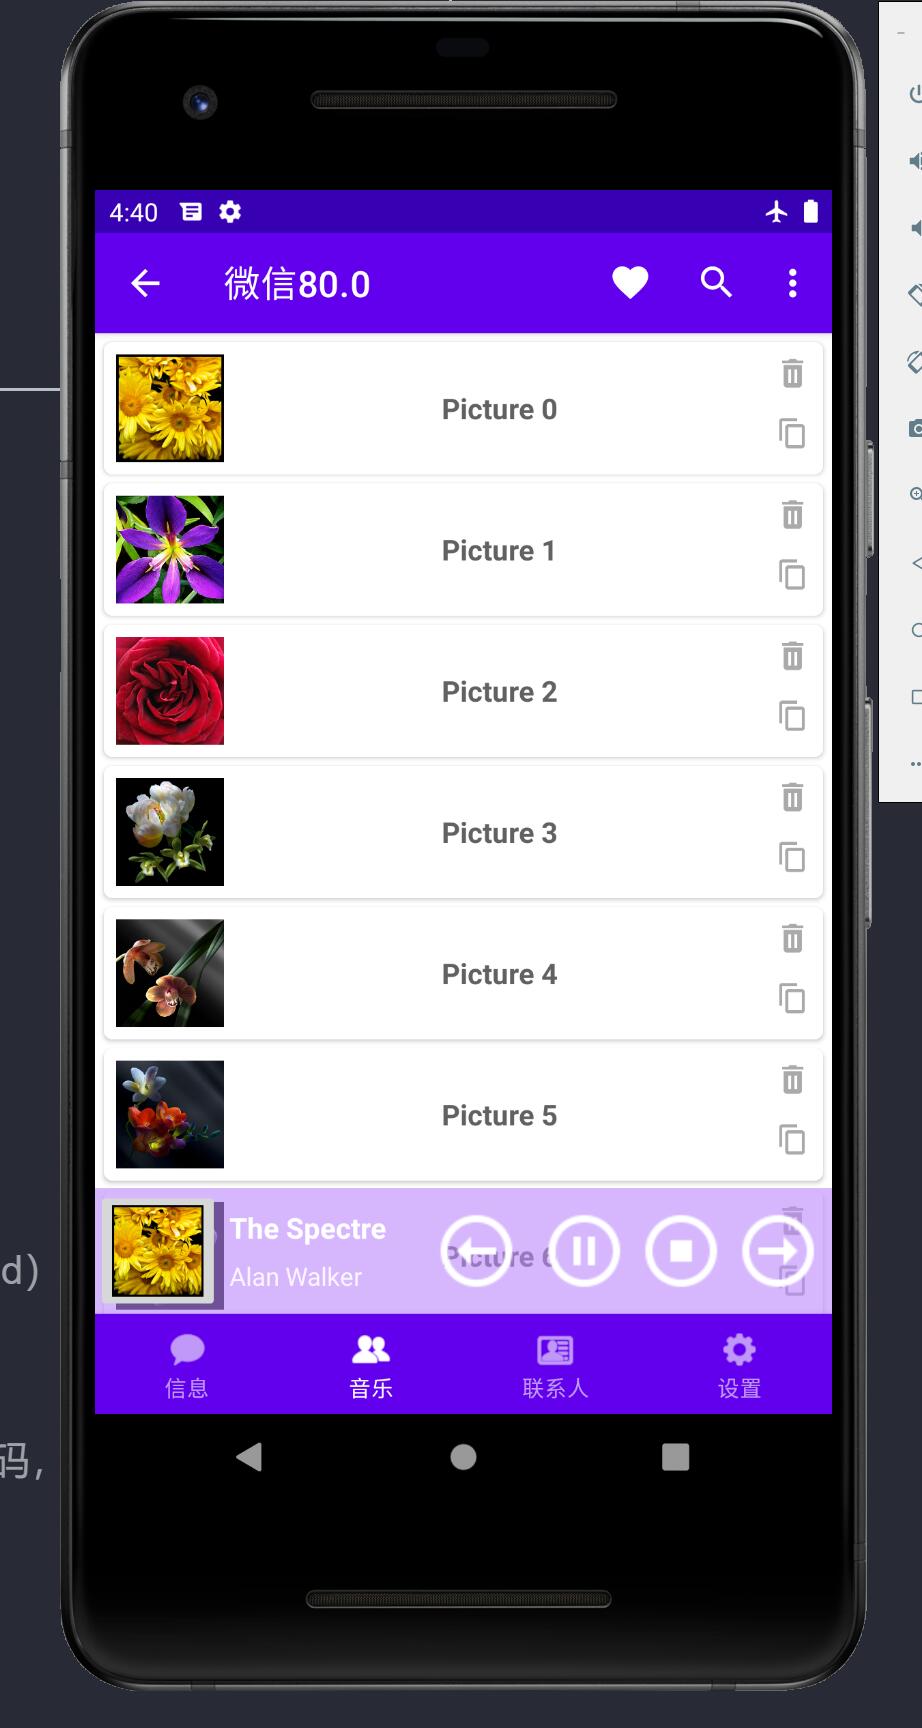 4:40
微信80.0
Picture 0
Picture 1
Picture 2
Picture 3
Picture 4
Picture 5
The Spectre
Picture 6
Alan Walker
d)
信息
音乐
联系人
设置
码,